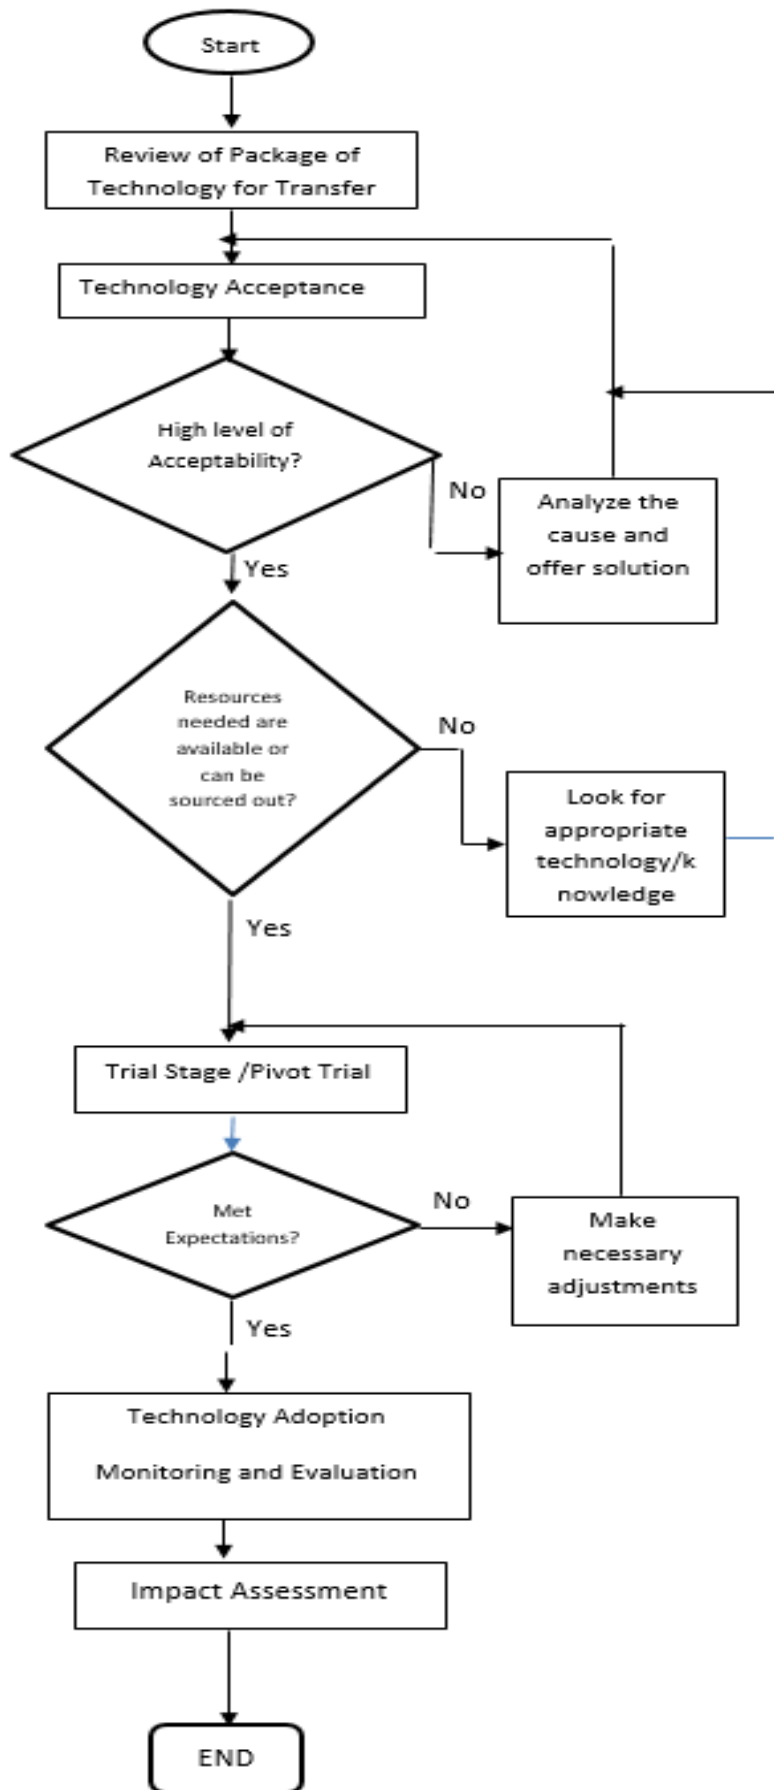 Start
Review of Package of
Technology for Transfer
Technology Acceptance
High level of
Acceptability?
No
Analyze the
cause and
offer solution
Yes
Resources
needed are
available or
can be
sourced out?
No
Look for
appropriate
technology/k
nowledge
Yes
Trial Stage /Pivot Trial
Met
Expectations?
No
Make
necessary
adjustments
Yes
Technology Adoption
Monitoring and Evaluation
Impact Assessment
END